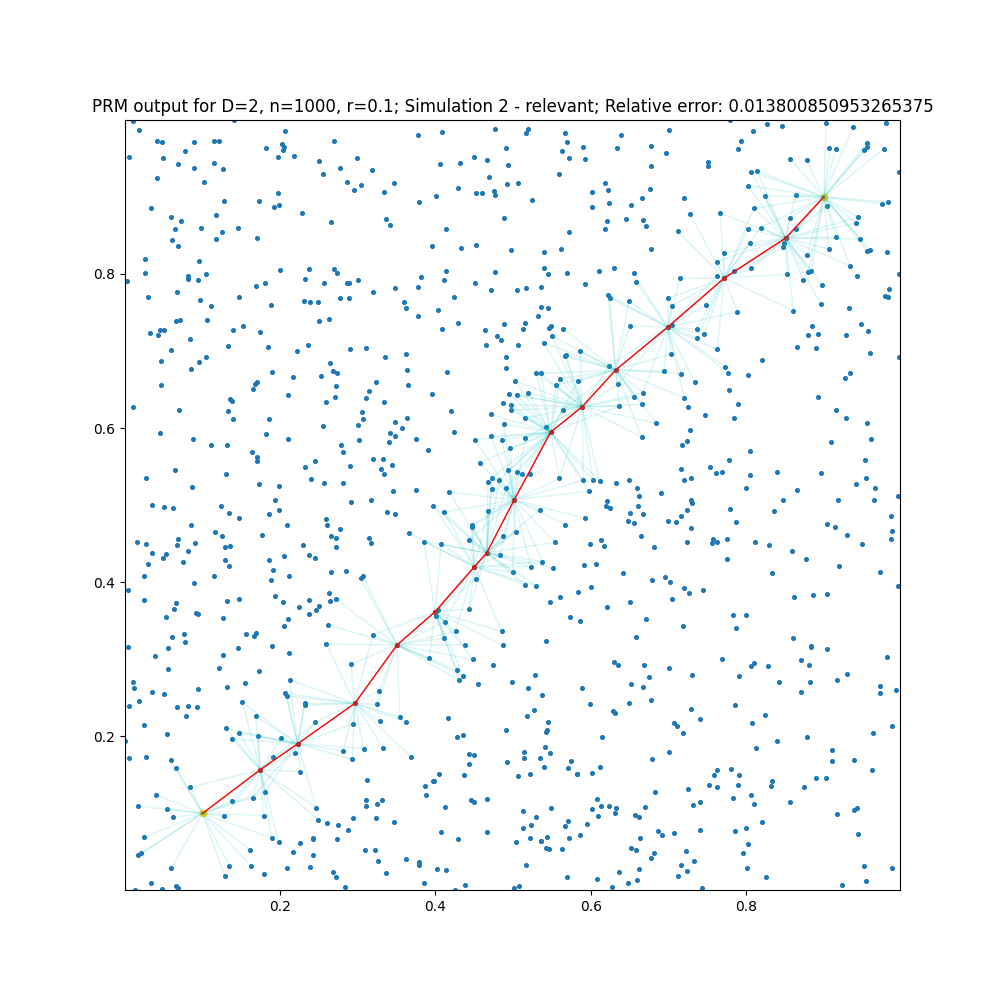 PRM output for D=2, n=1000, r=0.1; Simulation 2 - relevant; Relative error: 0.013800850953265375
0.8
0.6
0.4
0.2
0.2 0.4 0.6 0.8